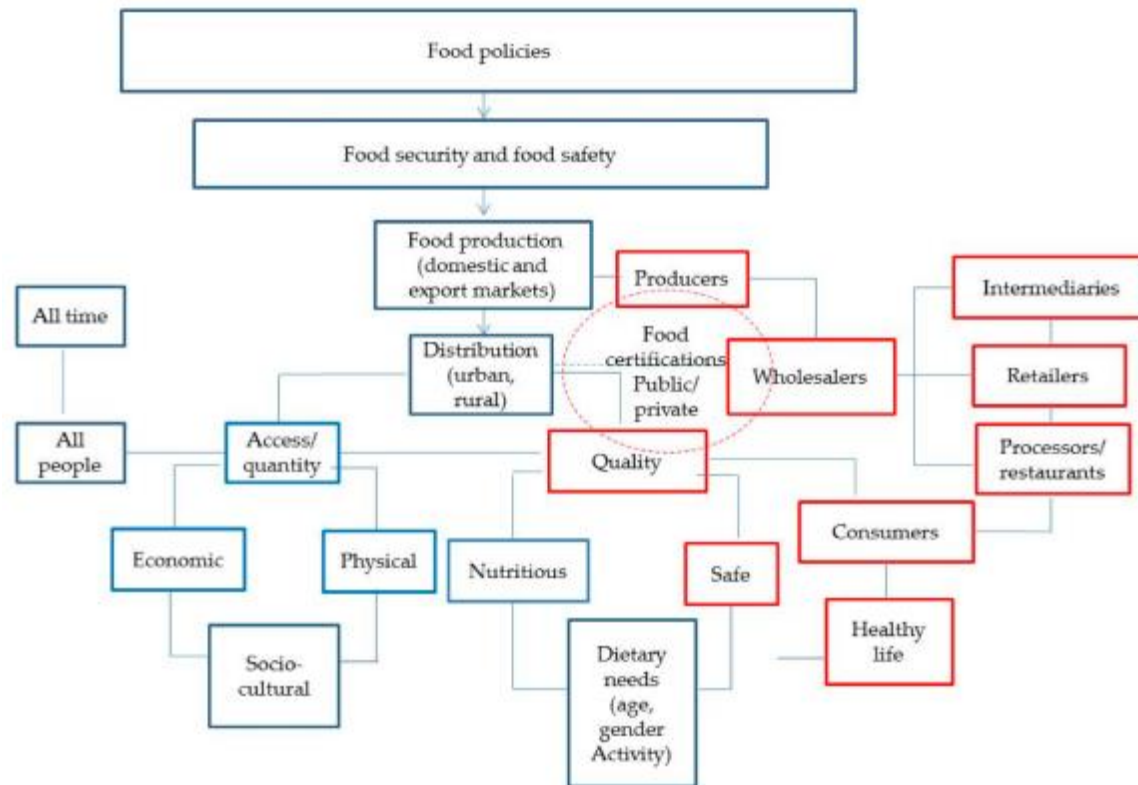 Food policies
Food security and food safety
Food production
(domestic and
export markets)
Producers
Intermediaries
All time
Distribution
(urban,
rural)
Food
certifications
Public/
private
Wholesalers
Retailers
All
people
Access/
quantity
Quality
Processors/
restaurants
Economic
Physical
Nutritious
Safe
Consumers
Socio-
cultural
Dietary
needs
(age,
gender
Activity)
Healthy
life